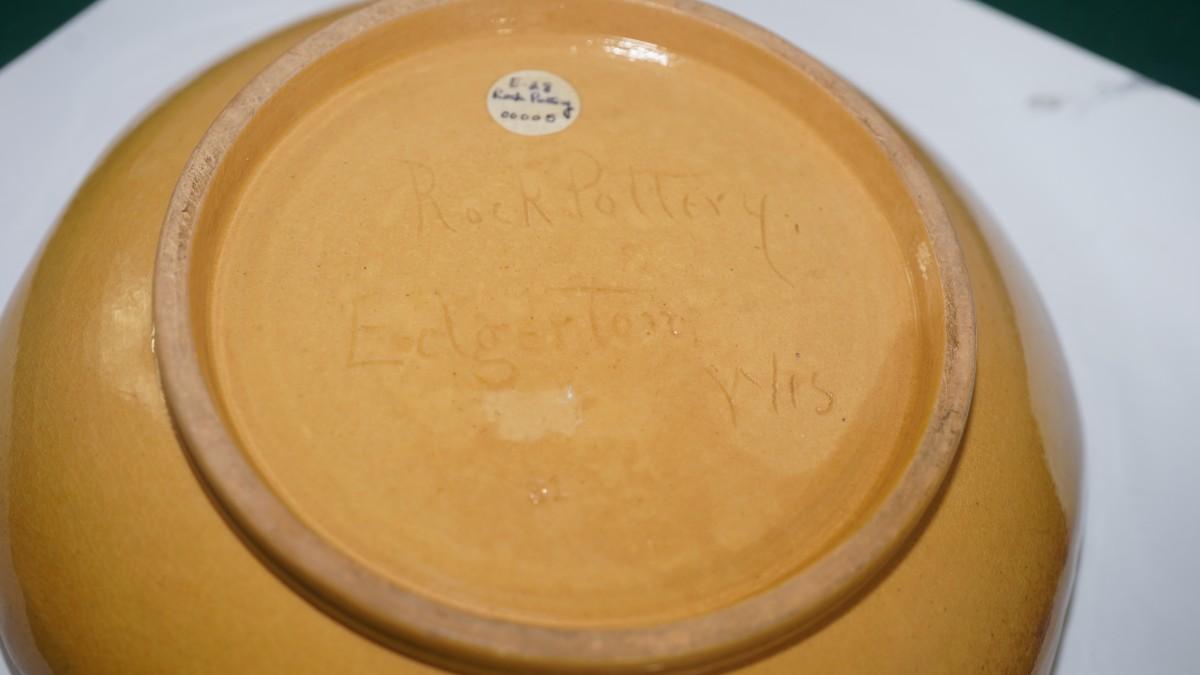 E-28
Rock Pottery
00005
Rock Pottery.
Edgerton
Wis.